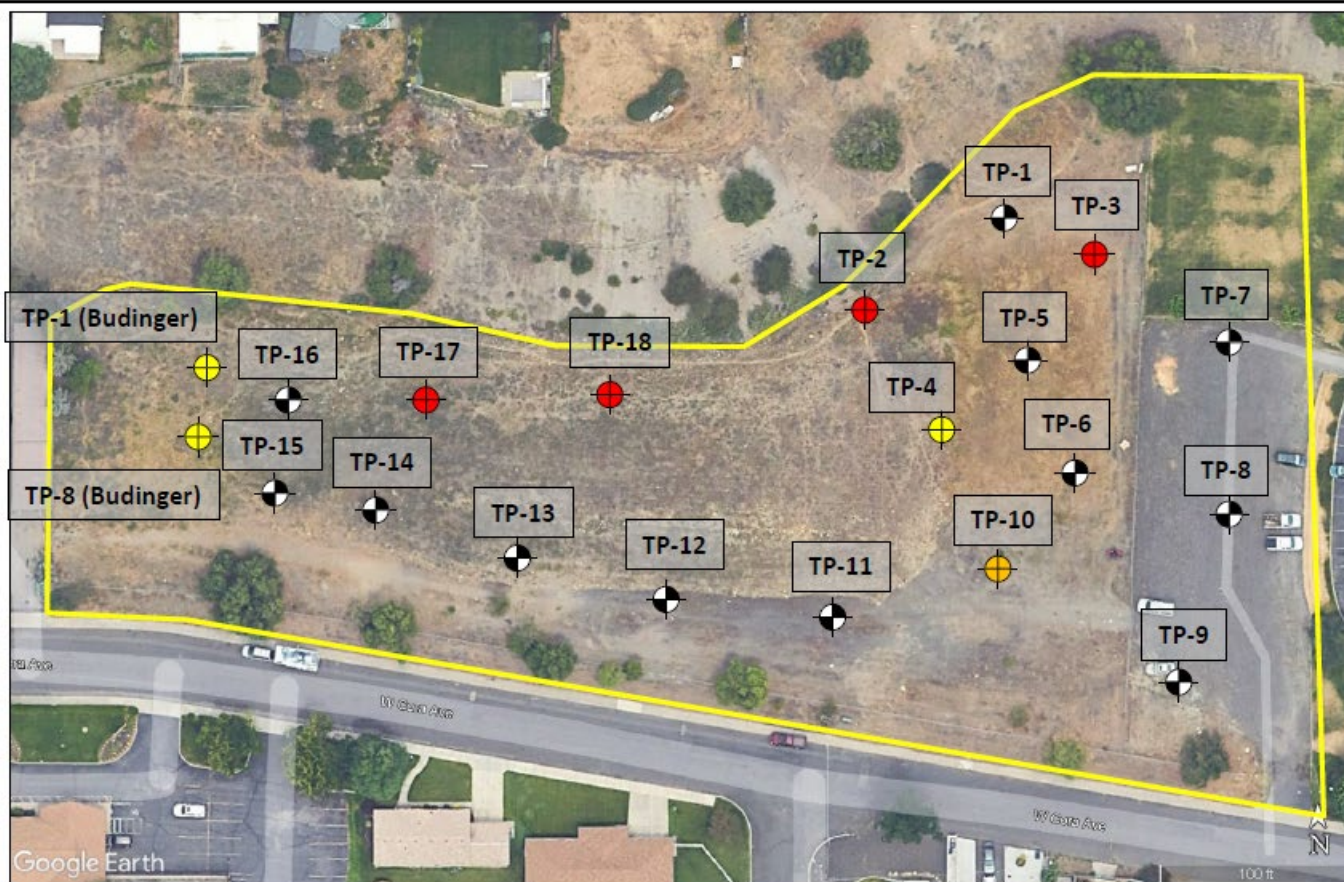 TP-1
TP-3
TP-2
TP-7
TP-1 (Budinger)
TP-5
TP-16
TP-17
TP-18
TP-4
TP-6
TP-15
TP-14
TP-8
TP-8 (Budinger)
TP-13
TP-10
TP-12
TP-11
TP-9
ra Ave
W Cora Ave
W Cora Ave
N
Google Earth
100 ft